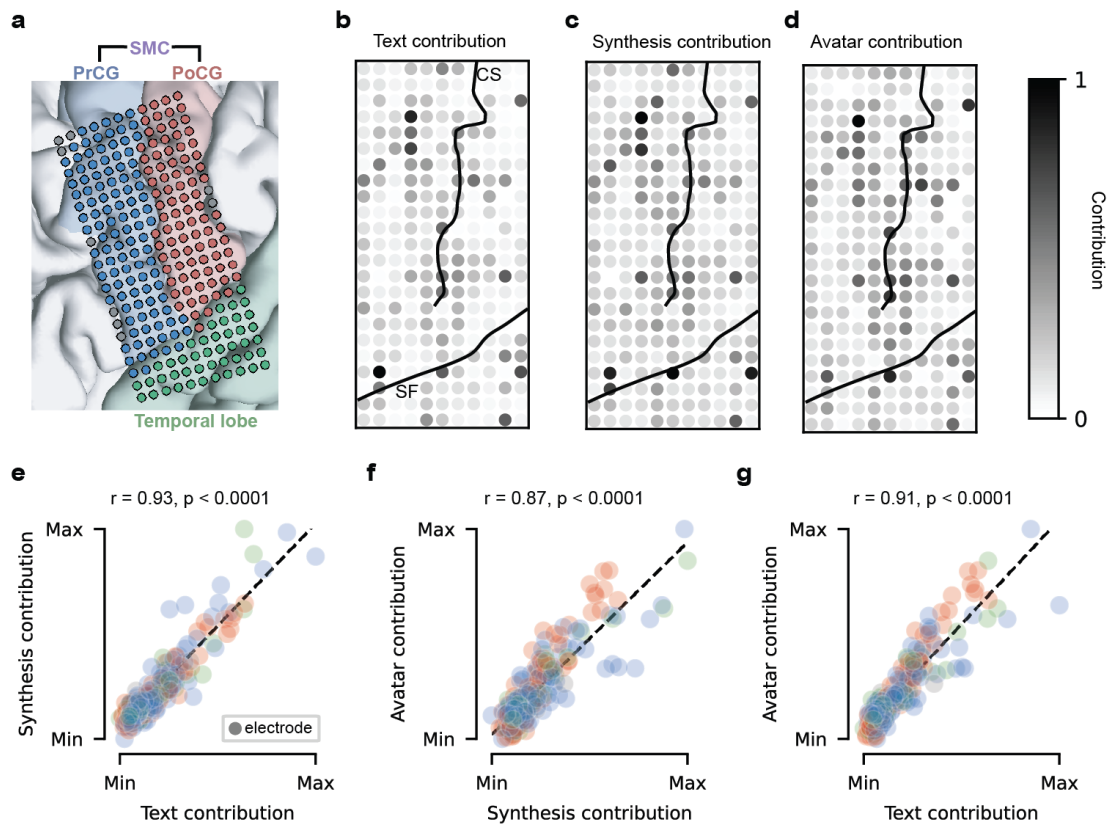 a
SMC
PrCG
PoCG
Temporal lobe
b
Text contribution
CS
SF
c
Synthesis contribution
d
Avatar contribution
1
Contribution
0
e
r = 0.93, p < 0.0001
Synthesis contribution
Max
Min
electrode
Min
Max
Text contribution
f
r = 0.87, p < 0.0001
Avatar contribution
Max
Min
Min
Max
Synthesis contribution
g
r = 0.91, p < 0.0001
Avatar contribution
Max
Min
Min
Max
Text contribution